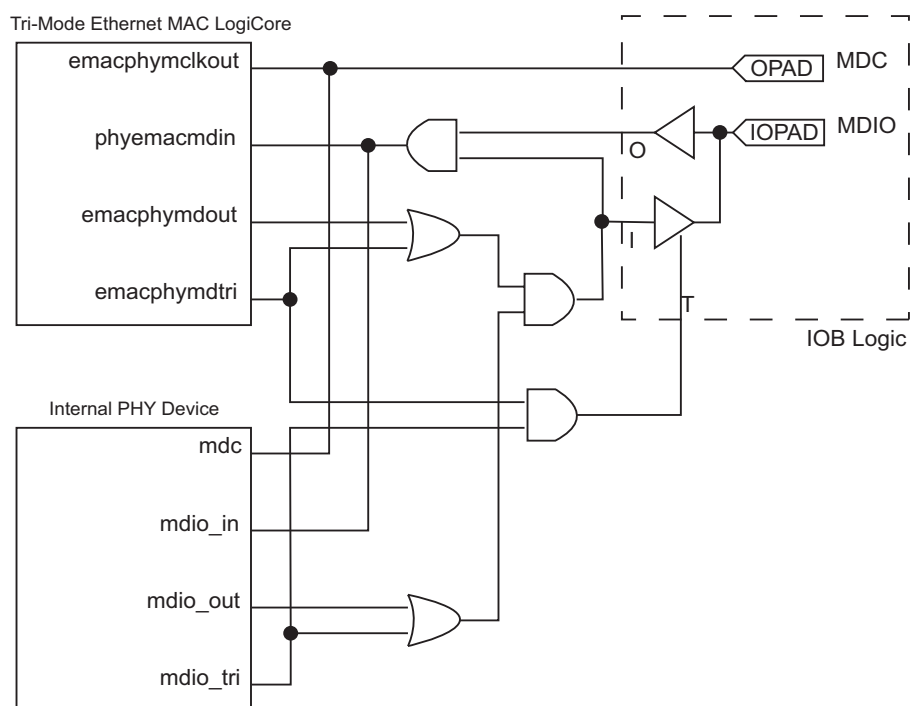 Tri-Mode Ethernet MAC LogiCore
emacphymclkout
OPAD
MDC
phyemacmdin
IOPAD
MDIO
O
emacphymdout
I
emacphymdtri
T
IOB Logic
Internal PHY Device
mdc
mdio_in
mdio_out
mdio_tri